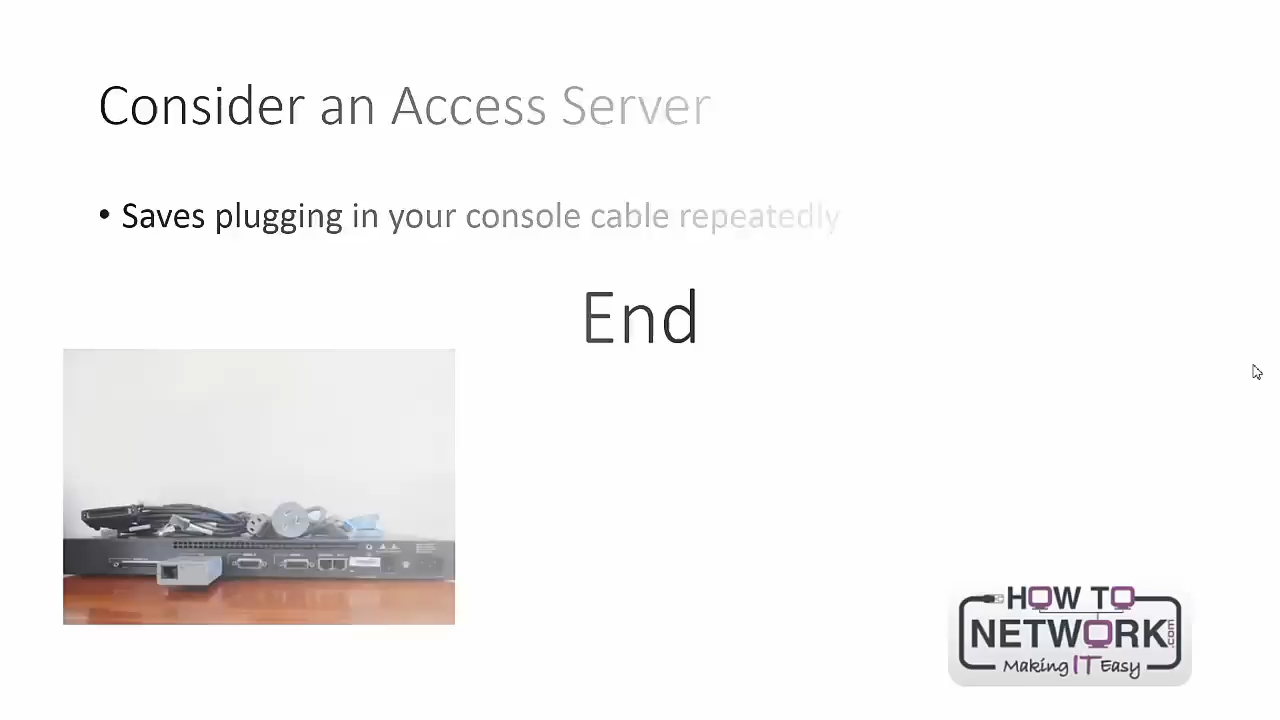 Consider an Access Server
• Saves plugging in your console cable repeatedly
End
HOW TO
NETWORK.com
Making IT Easy